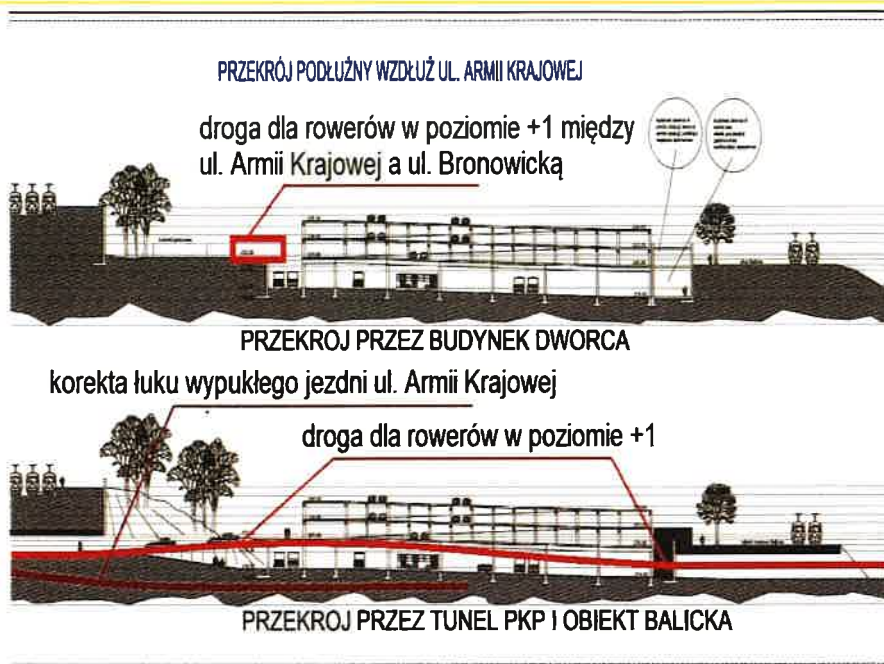 PRZEKRÓJ PODŁUŻNY WZDŁUŻ UL. ARMII KRAJOWEJ
droga dla rowerów w poziomie +1 między
ul. Armii Krajowej a ul. Bronowicką
PRZEKROJ PRZEZ BUDYNEK DWORCA
korekta łuku wypukłego jezdni ul. Armii Krajowej
droga dla rowerów w poziomie +1
PRZEKROJ PRZEZ TUNEL PKP I OBIEKT BALICKA